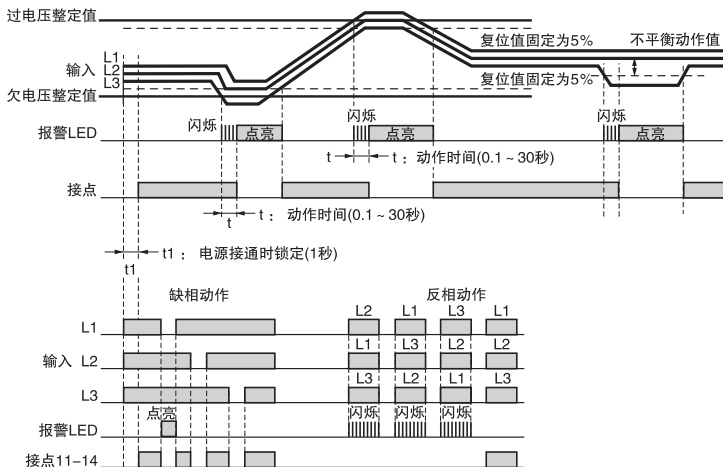 过电压整定值
L1
输入 L2
L3
欠电压整定值
复位值固定为5%
不平衡动作值
复位值固定为5%
闪烁
闪烁
闪烁
报警LED
点亮
点亮
点亮
t
t：动作时间(0.1～30秒)
接点
t：动作时间(0.1～30秒)
t
t1：电源接通时锁定(1秒)
t1
缺相动作
反相动作
L2 L1 L3 L1
L1
L1 L3 L2 L2
输入 L2
L3 L2 L1 L3
L3
点亮
闪烁 闪烁 闪烁
报警LED
接点11-14